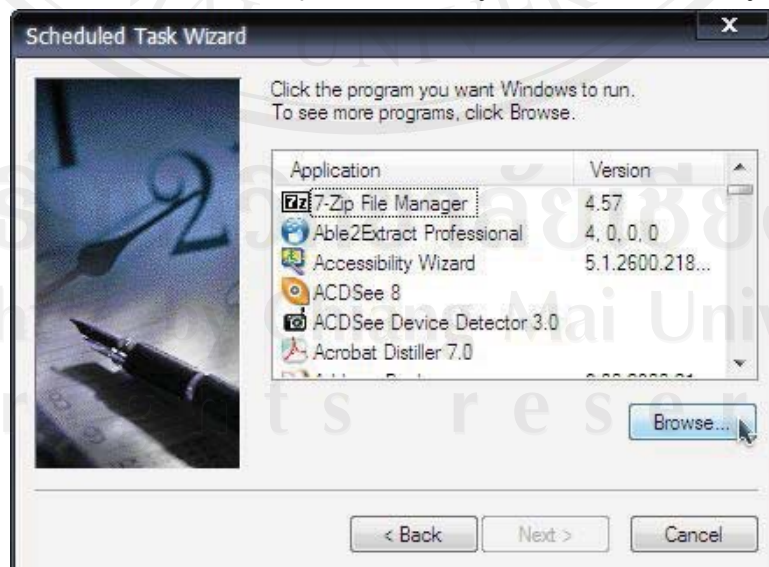 Scheduled Task Wizard
X
Click the program you want Windows to run.
To see more programs, click Browse.
Application Version
7-Zip File Manager 4.57
Able2Extract Professional 4, 0, 0, 0
Accessibility Wizard 5.1.2600.218...
ACDSee 8
ACDSee Device Detector 3.0
Acrobat Distiller 7.0
Browse...
< Back Next > Cancel